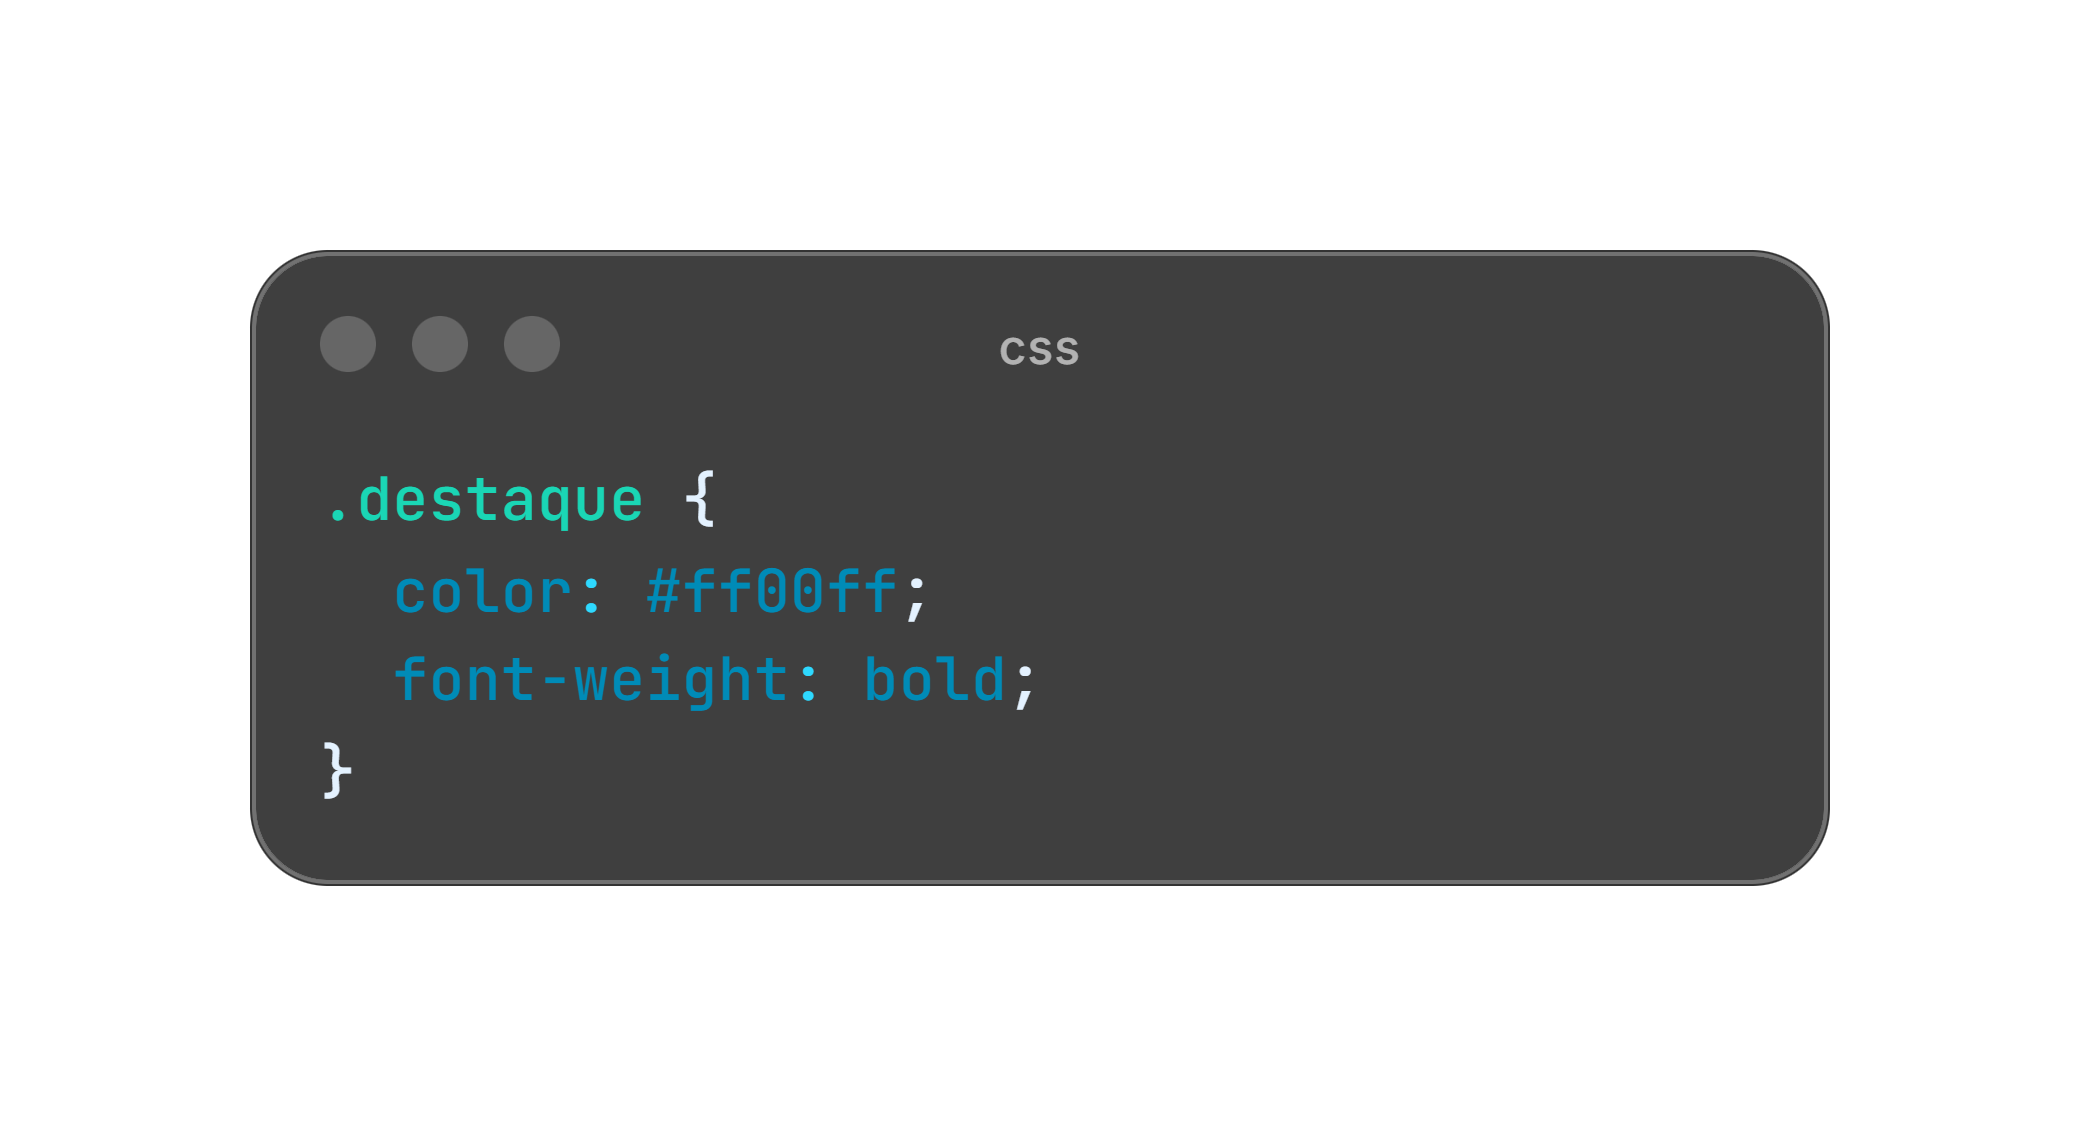 css
.destaque {
  color: #ff00ff;
  font-weight: bold;
}